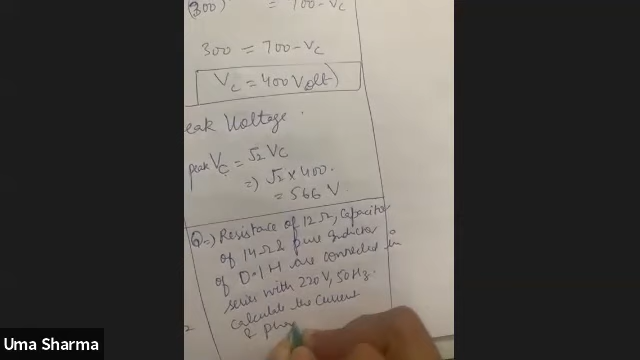 (300) = 700 - Vc
300 = 700 - Vc
Vc = 400 Volt
eak Voltage.
peak Vc = √2 Vc
=) √2 × 400.
= 566 V
Q=) Resistance of 12 Ω, Capacitor
of 14 Ω & pure Inductor
of 0.1 H are connected in
series with 220 V, 50 Hz.
calculate the current
& pha
Uma Sharma